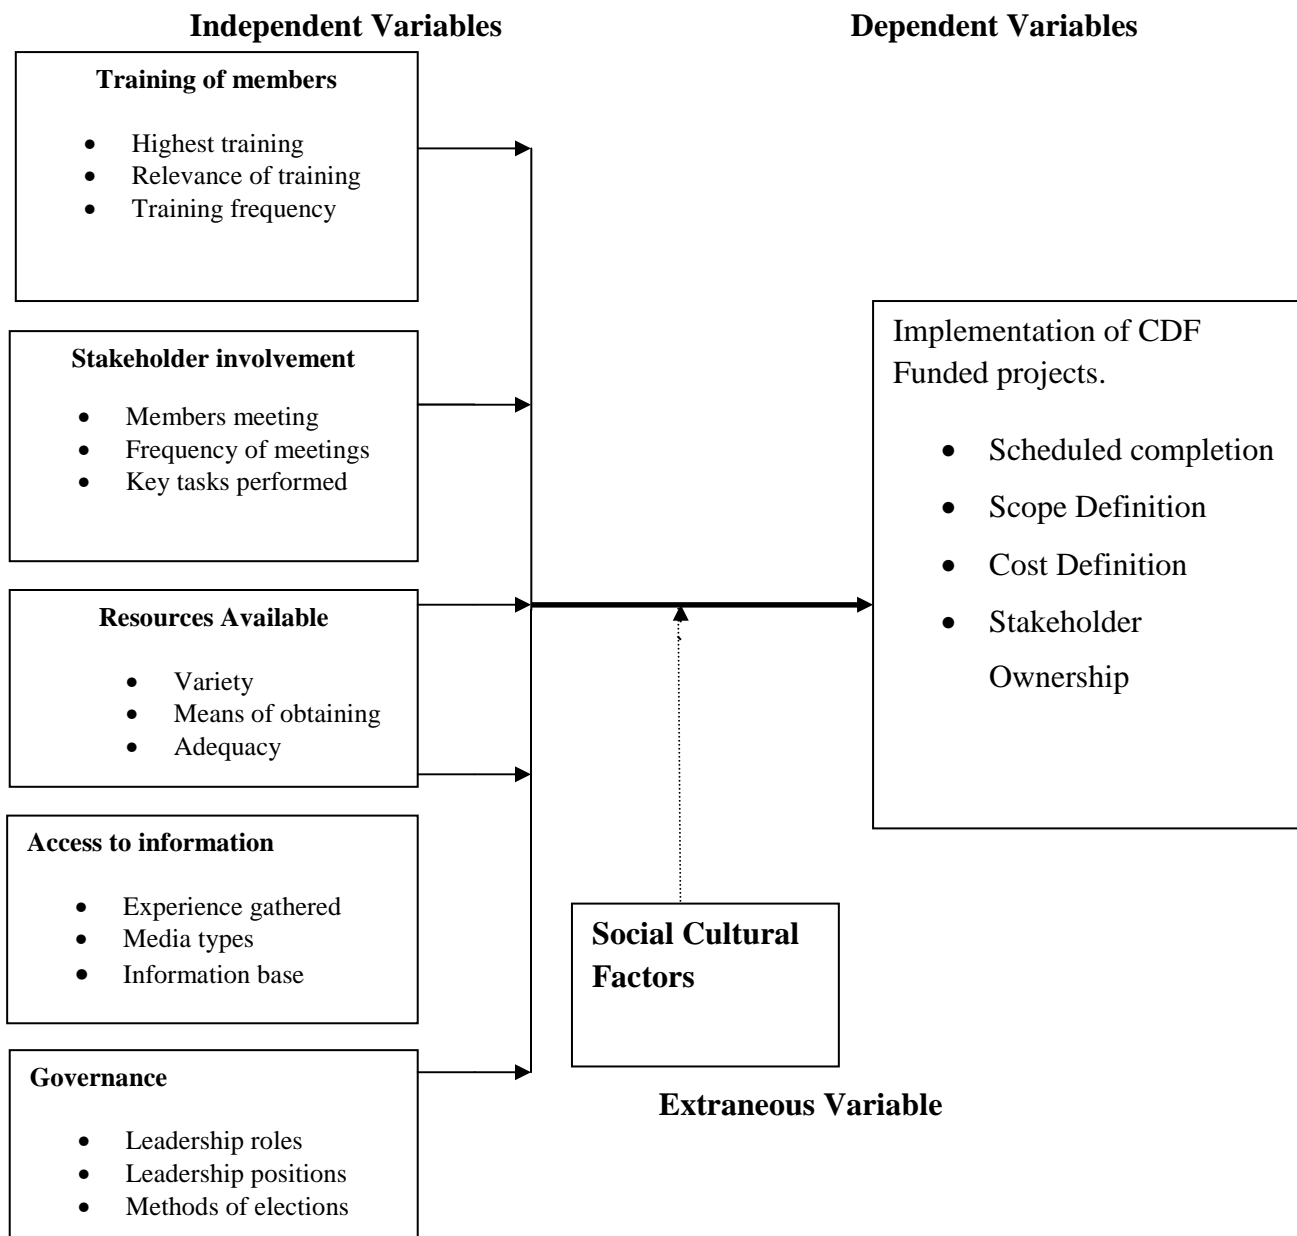 Independent Variables
Dependent Variables
Training of members
• Highest training
• Relevance of training
• Training frequency
Stakeholder involvement
• Members meeting
• Frequency of meetings
• Key tasks performed
Resources Available
• Variety
• Means of obtaining
• Adequacy
Access to information
• Experience gathered
• Media types
• Information base
Governance
• Leadership roles
• Leadership positions
• Methods of elections
Implementation of CDF
Funded projects.
• Scheduled completion
• Scope Definition
• Cost Definition
• Stakeholder
Ownership
Social Cultural
Factors
Extraneous Variable